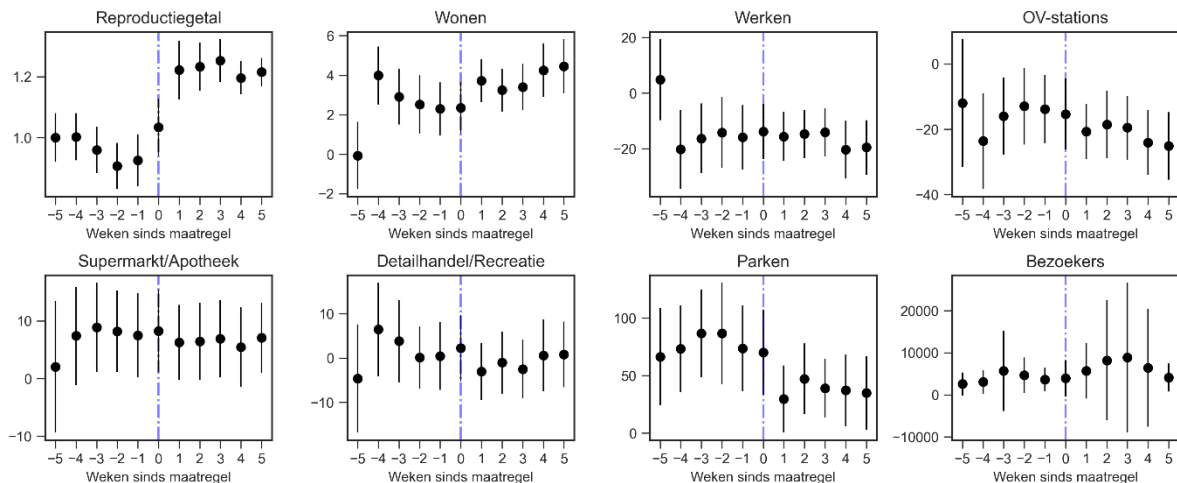 Reproductiegetal
1.2
1.0
−5 −4 −3 −2 −1 0 1 2 3 4 5
Weken sinds maatregel
Wonen
6
4
2
0
−2
−5 −4 −3 −2 −1 0 1 2 3 4 5
Weken sinds maatregel
Werken
20
0
−20
−5 −4 −3 −2 −1 0 1 2 3 4 5
Weken sinds maatregel
OV-stations
0
−20
−40
−5 −4 −3 −2 −1 0 1 2 3 4 5
Weken sinds maatregel
Supermarkt/Apotheek
10
0
−10
−5 −4 −3 −2 −1 0 1 2 3 4 5
Weken sinds maatregel
Detailhandel/Recreatie
10
0
−10
−5 −4 −3 −2 −1 0 1 2 3 4 5
Weken sinds maatregel
Parken
100
50
0
−5 −4 −3 −2 −1 0 1 2 3 4 5
Weken sinds maatregel
Bezoekers
20000
10000
0
−10000
−5 −4 −3 −2 −1 0 1 2 3 4 5
Weken sinds maatregel